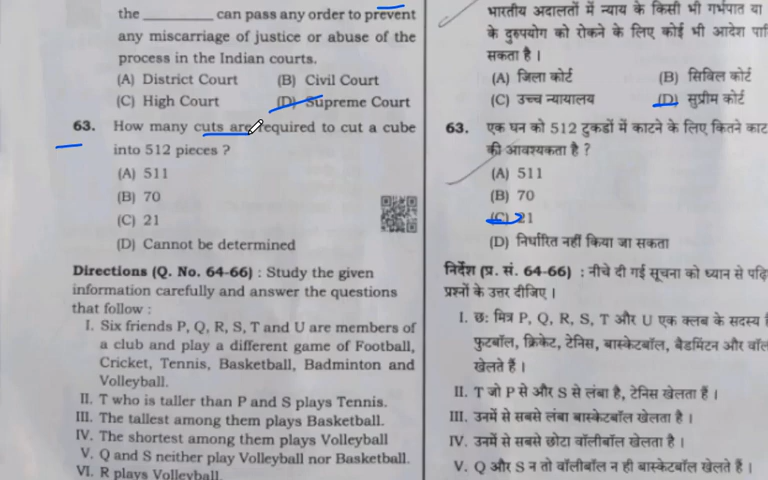 the ________ can pass any order to prevent
any miscarriage of justice or abuse of the
process in the Indian courts.
(A) District Court (B) Civil Court
(C) High Court (D) Supreme Court
63. How many cuts are required to cut a cube
into 512 pieces ?
(A) 511
(B) 70
(C) 21
(D) Cannot be determined
Directions (Q. No. 64-66) : Study the given
information carefully and answer the questions
that follow :
I. Six friends P, Q, R, S, T and U are members of
a club and play a different game of Football,
Cricket, Tennis, Basketball, Badminton and
Volleyball.
II. T who is taller than P and S plays Tennis.
III. The tallest among them plays Basketball.
IV. The shortest among them plays Volleyball
V. Q and S neither play Volleyball nor Basketball.
VI. R plays Volleyball.
भारतीय अदालतों में न्याय के किसी भी गर्भपात या
के दुरुपयोग को रोकने के लिए कोई भी आदेश पारि
सकता है ।
(A) जिला कोर्ट (B) सिविल कोर्ट
(C) उच्च न्यायालय (D) सुप्रीम कोर्ट
63. एक घन को 512 टुकडों में काटने के लिए कितने काट
की आवश्यकता है ?
(A) 511
(B) 70
(C) 21
(D) निर्धारित नहीं किया जा सकता
निर्देश (प्र. सं. 64-66) : नीचे दी गई सूचना को ध्यान से पढ़ि
प्रश्नों के उत्तर दीजिए ।
I. छः मित्र P, Q, R, S, T और U एक क्लब के सदस्य
फुटबॉल, क्रिकेट, टेनिस, बास्केटबॉल, बैडमिंटन और वॉल
खेलते हैं ।
II. T जो P से और S से लंबा है, टेनिस खेलता हैं ।
III. उनमें से सबसे लंबा बास्केटबॉल खेलता है ।
IV. उनमें से सबसे छोटा वॉलीबॉल खेलता है ।
V. Q और S न तो वॉलीबॉल न ही बास्केटबॉल खेलते हैं ।